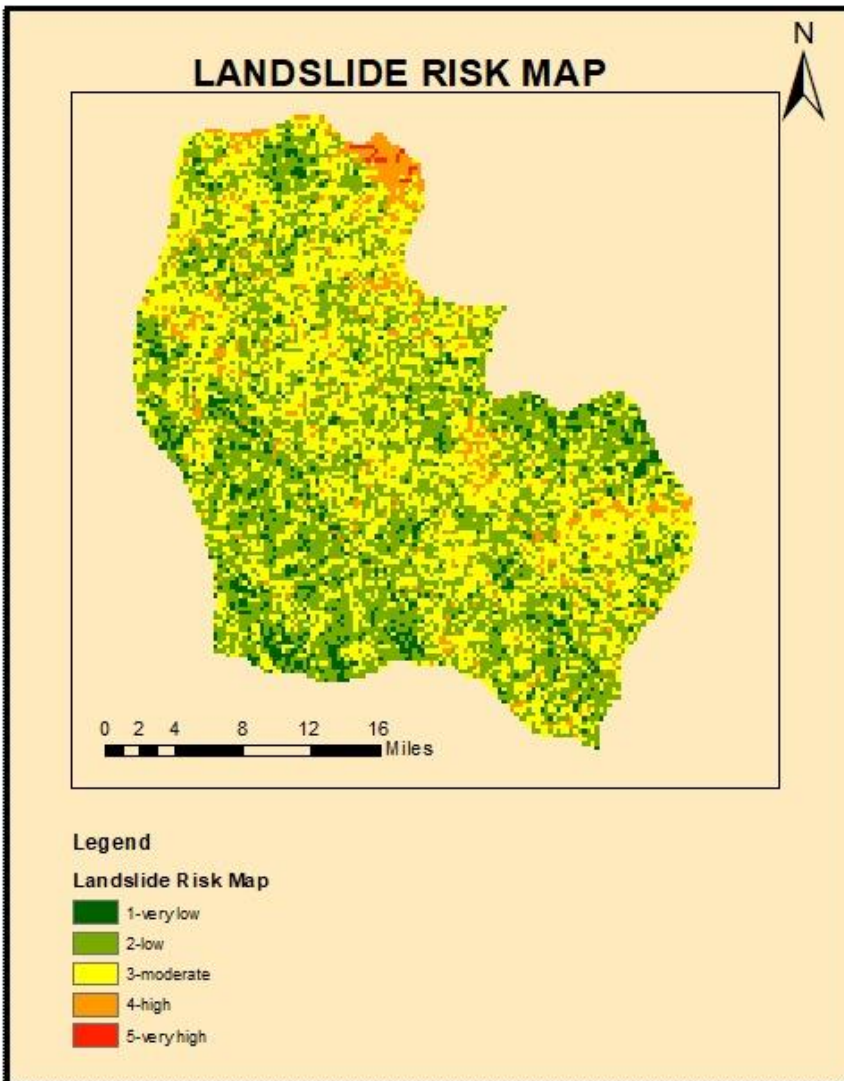 N
LANDSLIDE RISK MAP
0 2 4 8 12 16
Miles
Legend
Landslide Risk Map
1-very low
2-low
3-moderate
4-high
5-very high